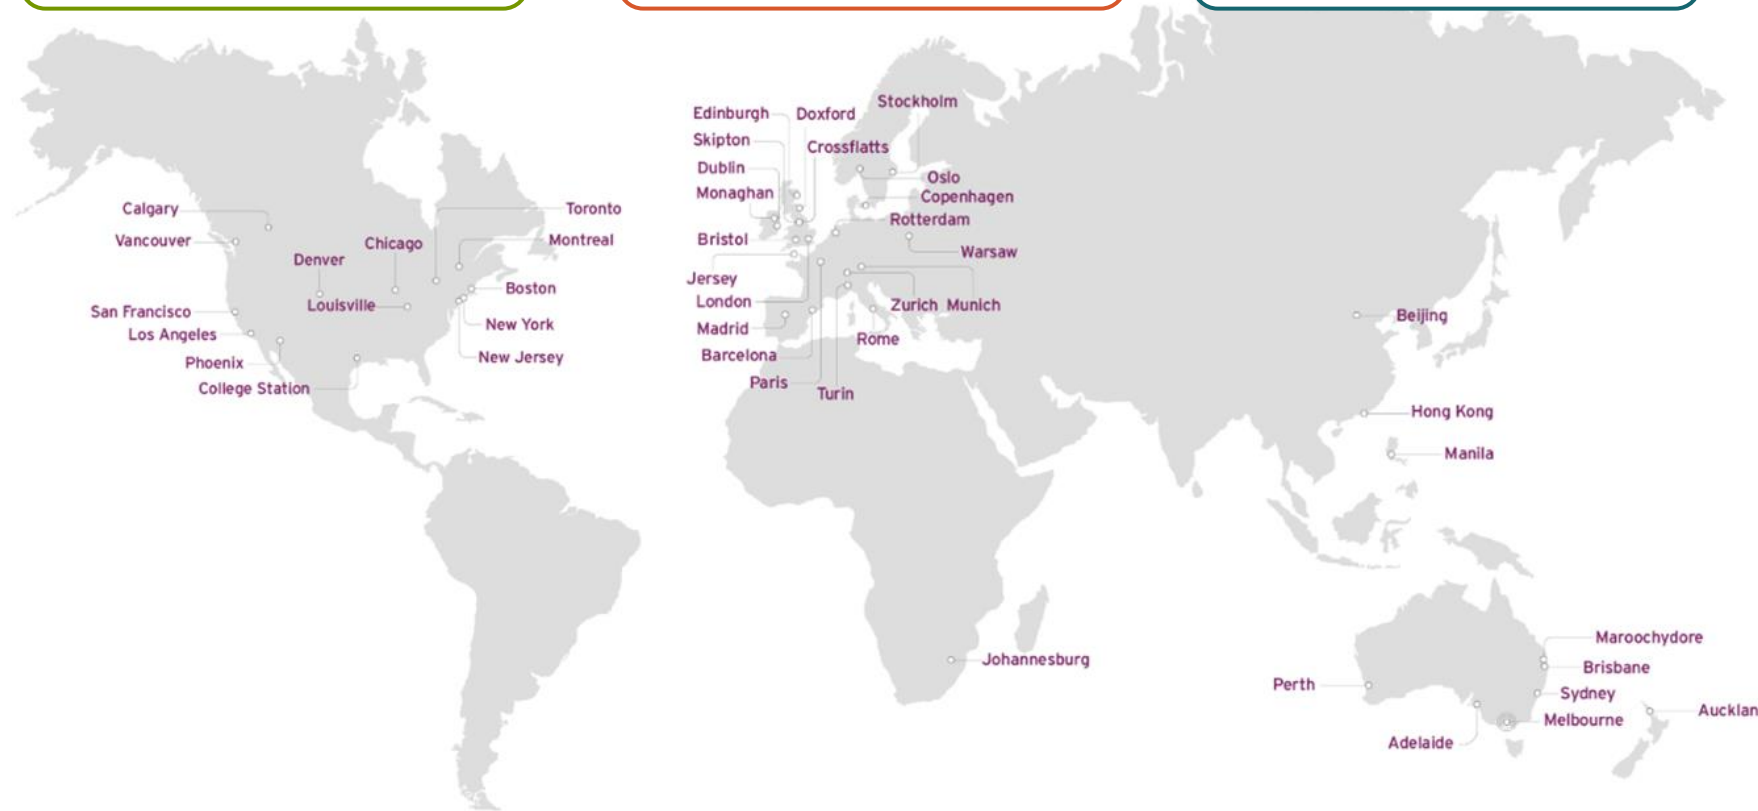 Stockholm
Edinburgh
Doxford
Skipton
Crossflatts
Dublin
Oslo
Monaghan
Copenhagen
Calgary
Toronto
Rotterdam
Vancouver
Chicago
Montreal
Bristol
Warsaw
Denver
Jersey
Boston
London
Zurich
Munich
Louisville
San Francisco
Beijing
New York
Madrid
Los Angeles
Rome
Barcelona
New Jersey
Phoenix
Paris
College Station
Turin
Hong Kong
Manila
Maroochydore
Johannesburg
Brisbane
Perth
Sydney
Aucklan
Melbourne
Adelaide